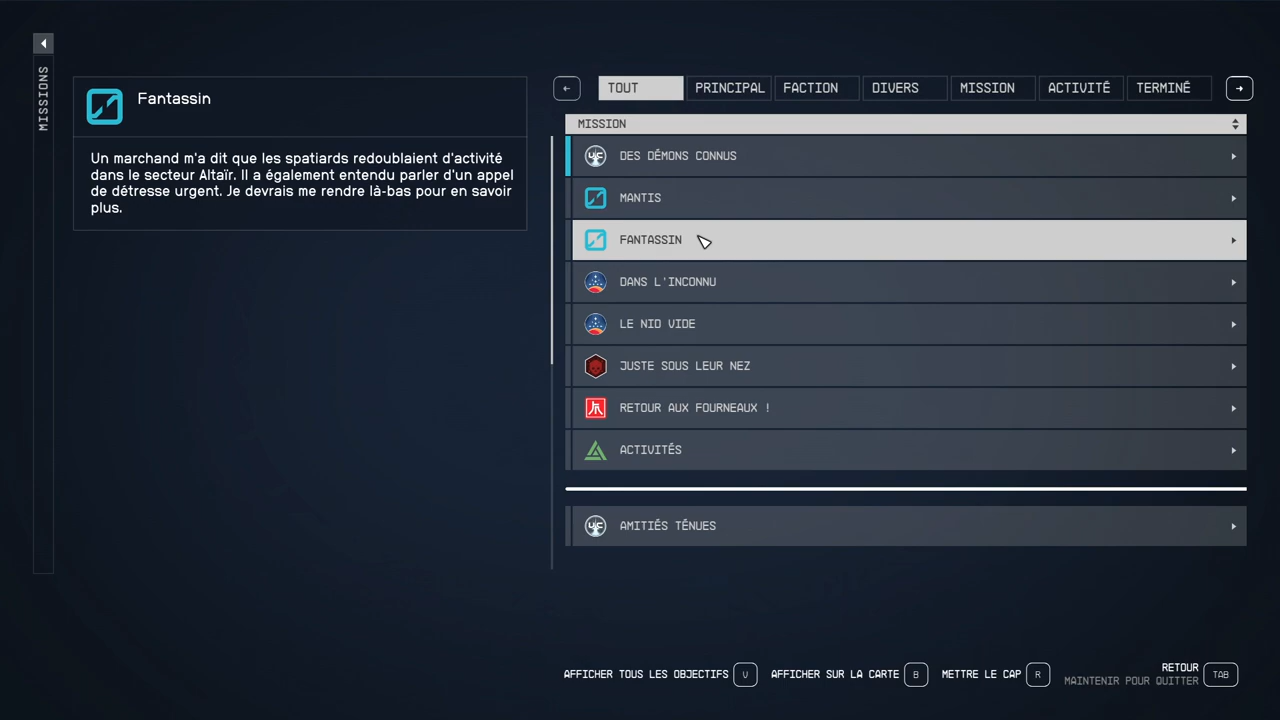 MISSIONS
Fantassin
Un marchand m'a dit que les spatiards redoublaient d'activité
dans le secteur Altaïr. Il a également entendu parler d'un appel
de détresse urgent. Je devrais me rendre là-bas pour en savoir
plus.
TOUT
PRINCIPAL
FACTION
DIVERS
MISSION
ACTIVITÉ
TERMINÉ
MISSION
DES DÉMONS CONNUS
MANTIS
FANTASSIN
DANS L'INCONNU
LE NID VIDE
JUSTE SOUS LEUR NEZ
RETOUR AUX FOURNEAUX !
ACTIVITÉS
AMITIÉS TÉNUES
AFFICHER TOUS LES OBJECTIFS V
AFFICHER SUR LA CARTE B
METTRE LE CAP R
RETOUR
MAINTENIR POUR QUITTER
TAB